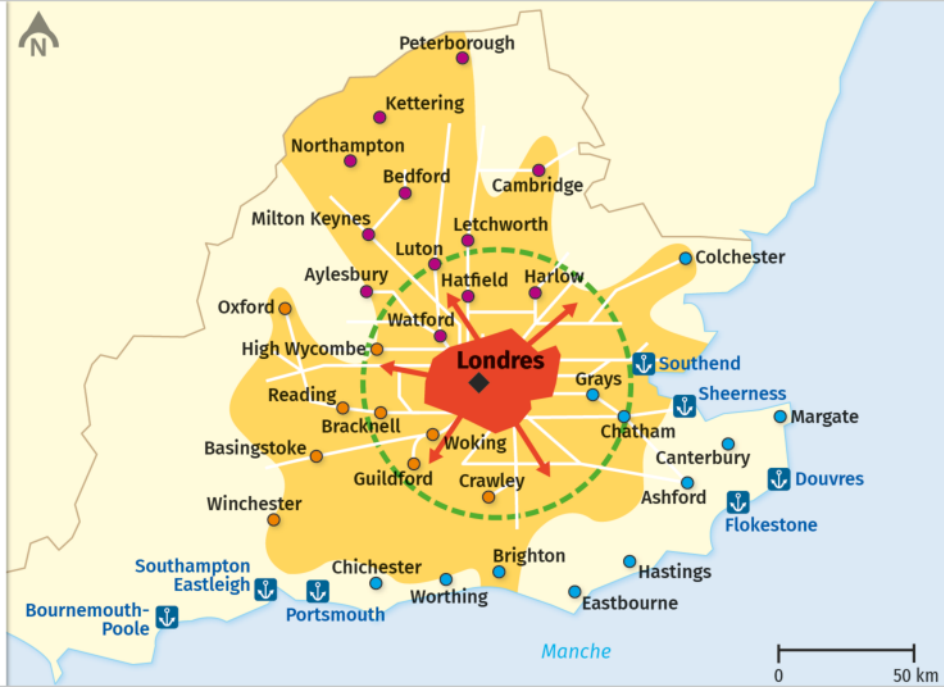 N
Peterborough
Kettering
Northampton
Bedford
Cambridge
Milton Keynes
Letchworth
Luton
Colchester
Aylesbury
Hatfield
Harlow
Oxford
Watford
High Wycombe
Londres
Southend
Grays
Sheerness
Reading
Bracknell
Margate
Chatham
Woking
Basingstoke
Canterbury
Guildford
Crawley
Douvres
Ashford
Winchester
Flokestone
Brighton
Southampton
Eastleigh
Chichester
Hastings
Worthing
Portsmouth
Eastbourne
Bournemouth-
Poole
Manche
0
50 km